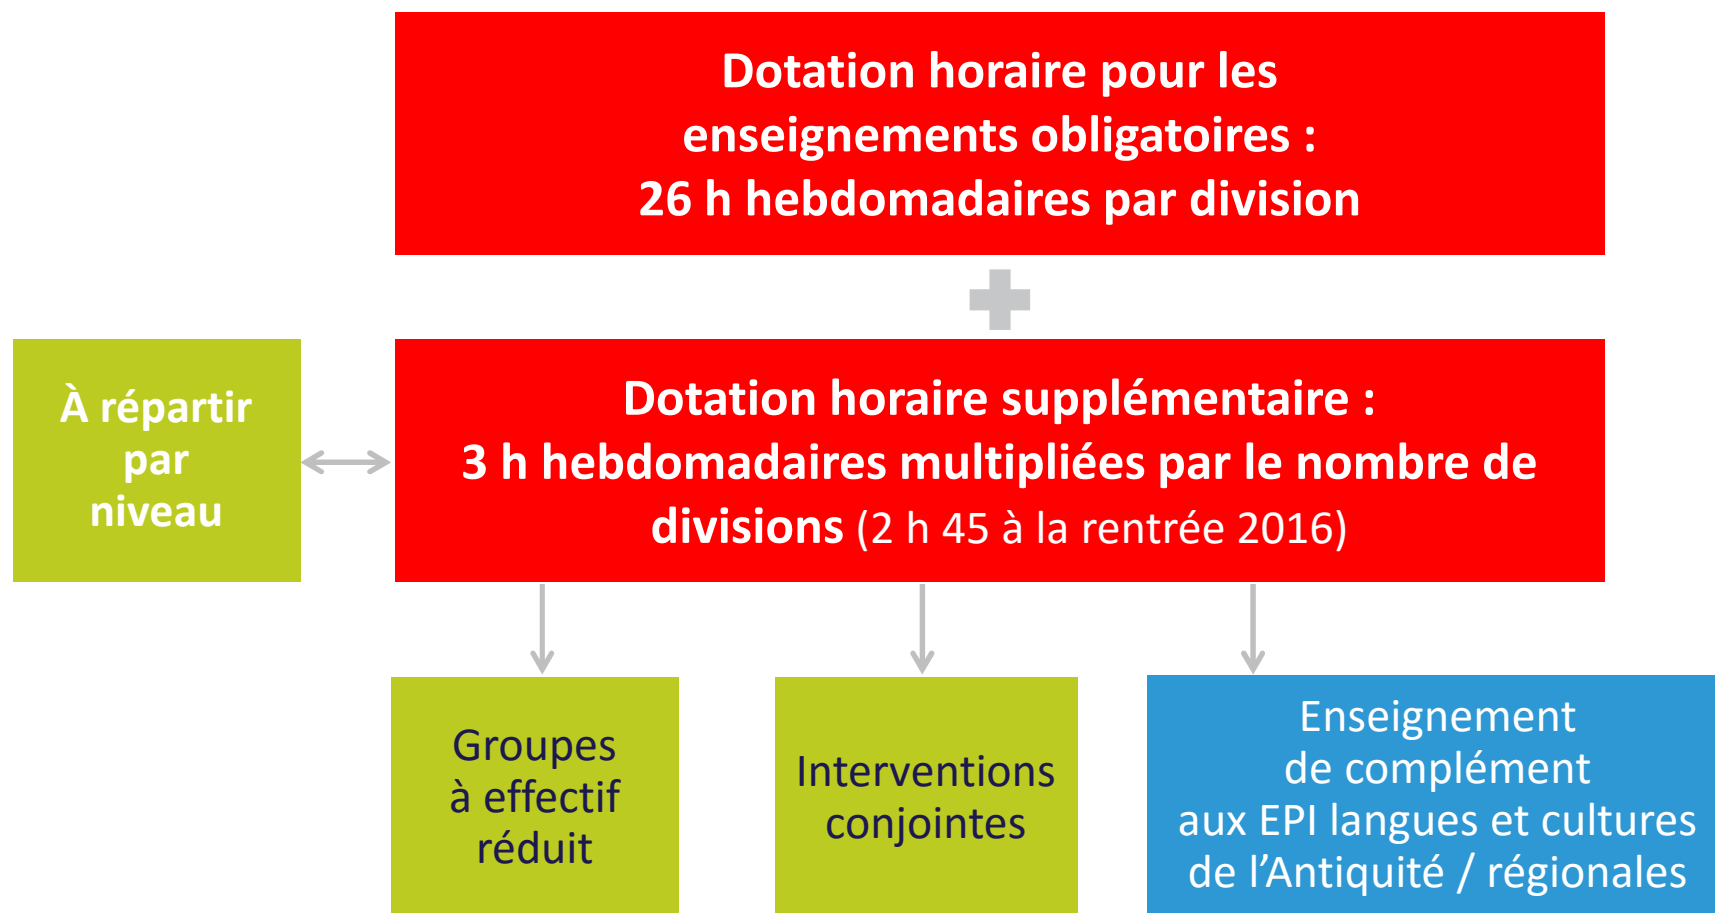 Dotation horaire pour les
enseignements obligatoires :
26 h hebdomadaires par division
À répartir
par
niveau
Dotation horaire supplémentaire :
3 h hebdomadaires multipliées par le nombre de
divisions (2 h 45 à la rentrée 2016)
Groupes
à effectif
réduit
Interventions
conjointes
Enseignement
de complément
aux EPI langues et cultures
de l’Antiquité / régionales